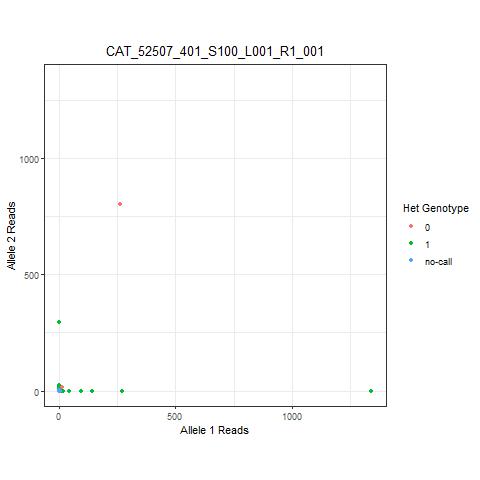 CAT_52507_401_S100_L001_R1_001
1000
500
0
Allele 2 Reads
0
500
1000
Allele 1 Reads
Het Genotype
0
1
no-call